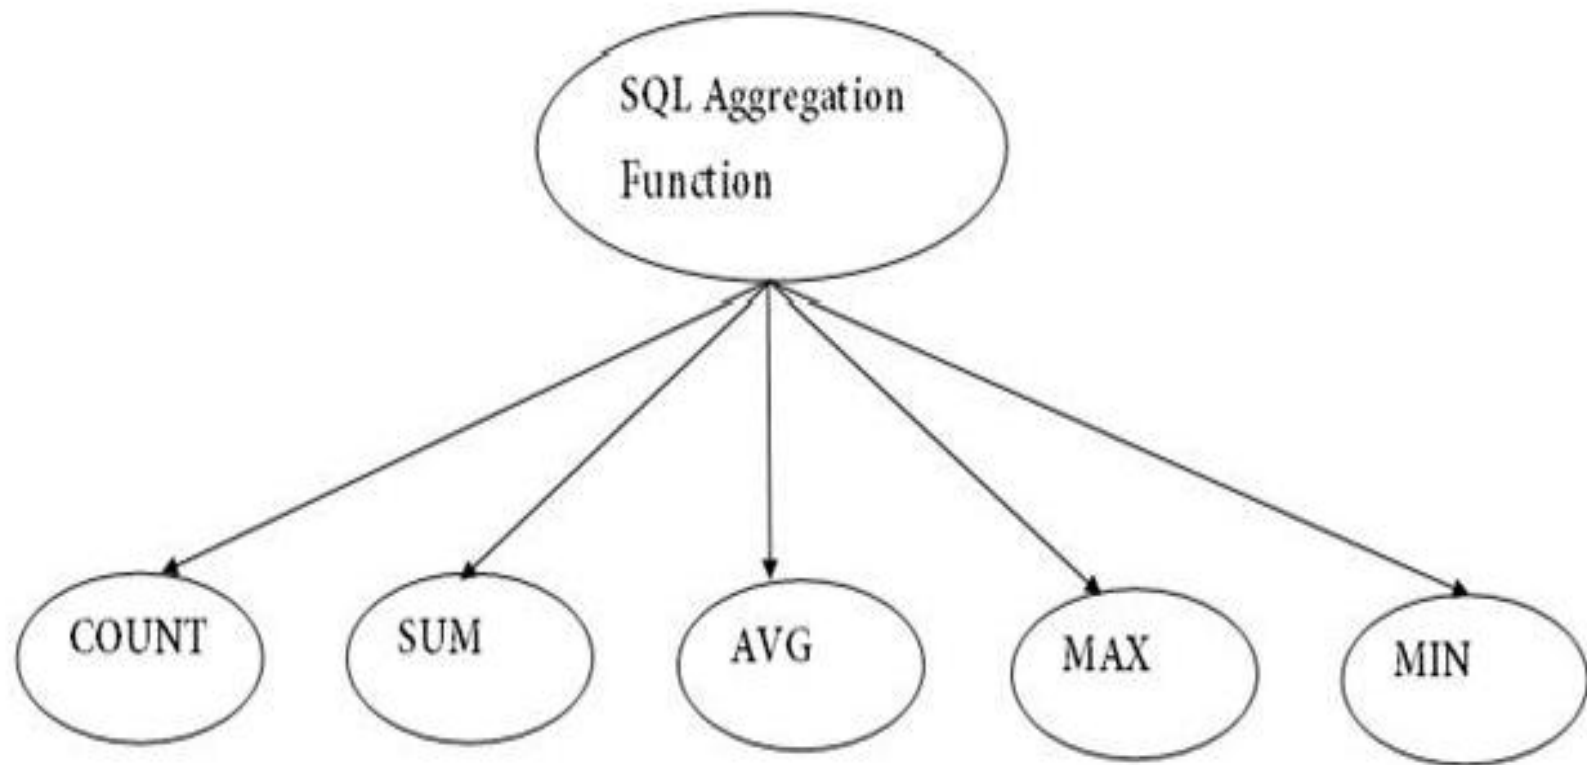 SQL Aggregation
Function
COUNT
SUM
AVG
MAX
MIN